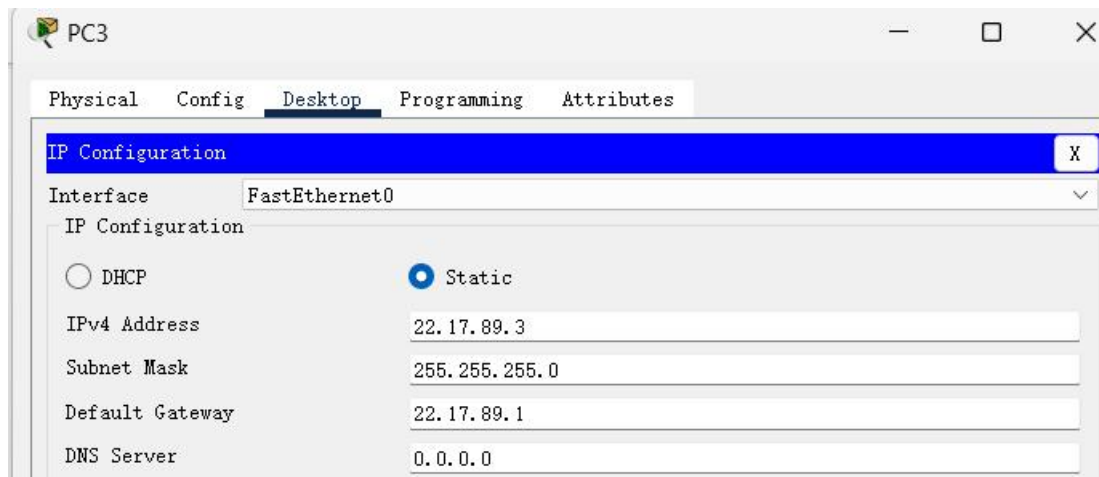 PC3
Physical Config Desktop Programming Attributes
IP Configuration X
Interface FastEthernet0
IP Configuration
DHCP Static
IPv4 Address 22.17.89.3
Subnet Mask 255.255.255.0
Default Gateway 22.17.89.1
DNS Server 0.0.0.0